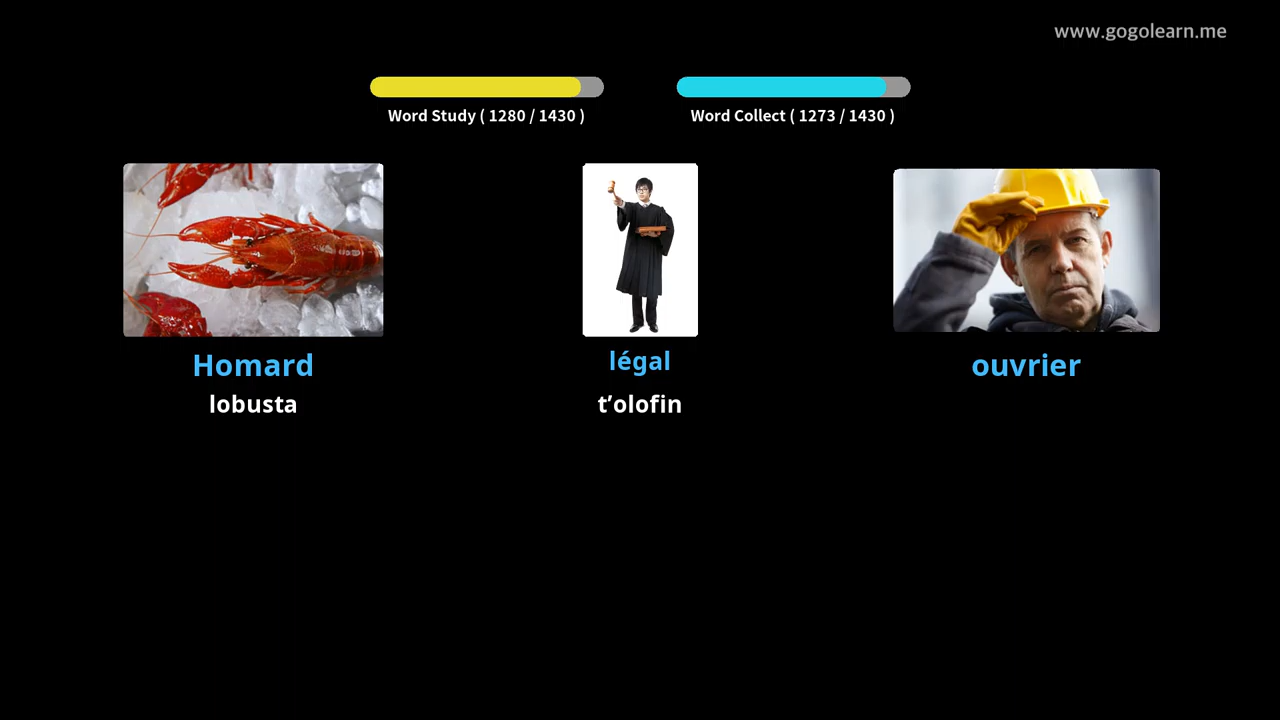 www.gogolearn.me
Word Study ( 1280 / 1430 )
Word Collect ( 1273 / 1430 )
Homard
légal
ouvrier
lobusta
t’olofin